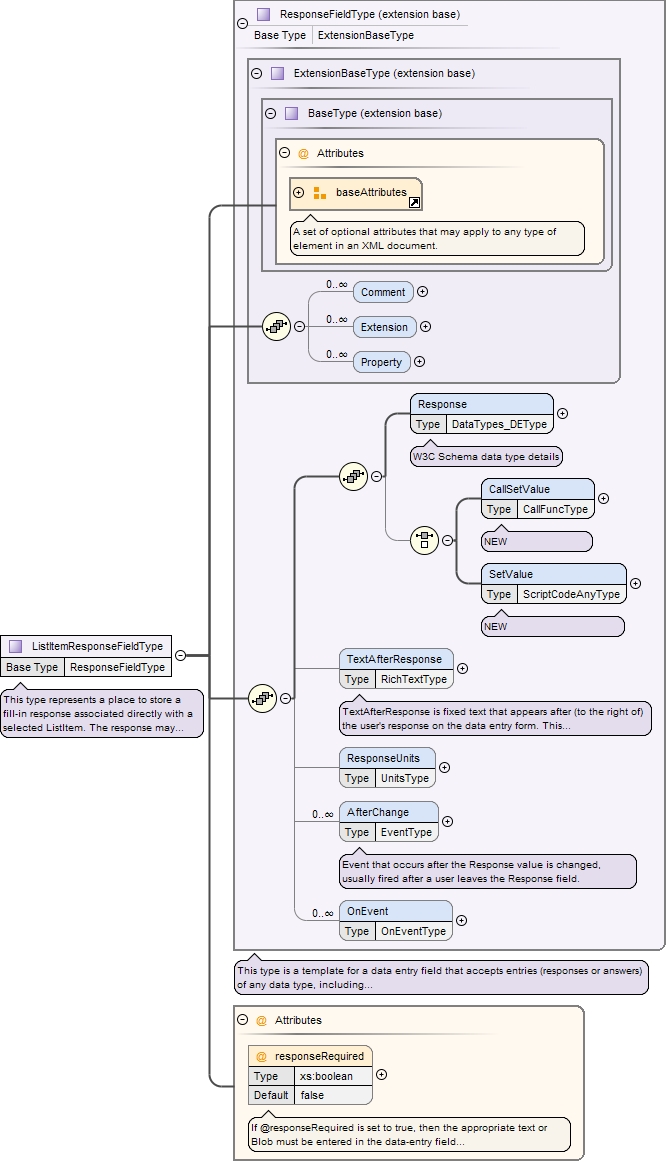 ResponseFieldType (extension base)
Base Type ExtensionBaseType
ExtensionBaseType (extension base)
BaseType (extension base)
@ Attributes
baseAttributes
A set of optional attributes that may apply to any type of
element in an XML document.
0..∞ Comment
0..∞ Extension
0..∞ Property
Response
Type DataTypes_DEType
W3C Schema data type details
CallSetValue
Type CallFuncType
NEW
SetValue
Type ScriptCodeAnyType
NEW
ListItemResponseFieldType
Base Type ResponseFieldType
This type represents a place to store a
fill-in response associated directly with a
selected ListItem. The response may...
TextAfterResponse
Type RichTextType
TextAfterResponse is fixed text that appears after (to the right of)
the user's response on the data entry form. This...
ResponseUnits
Type UnitsType
0..∞ AfterChange
Type EventType
Event that occurs after the Response value is changed,
usually fired after a user leaves the Response field.
0..∞ OnEvent
Type OnEventType
This type is a template for a data entry field that accepts entries (responses or answers)
of any data type, including...
@ Attributes
@ responseRequired
Type xs:boolean
Default false
If @responseRequired is set to true, then the appropriate text or
Blob must be entered in the data-entry field...